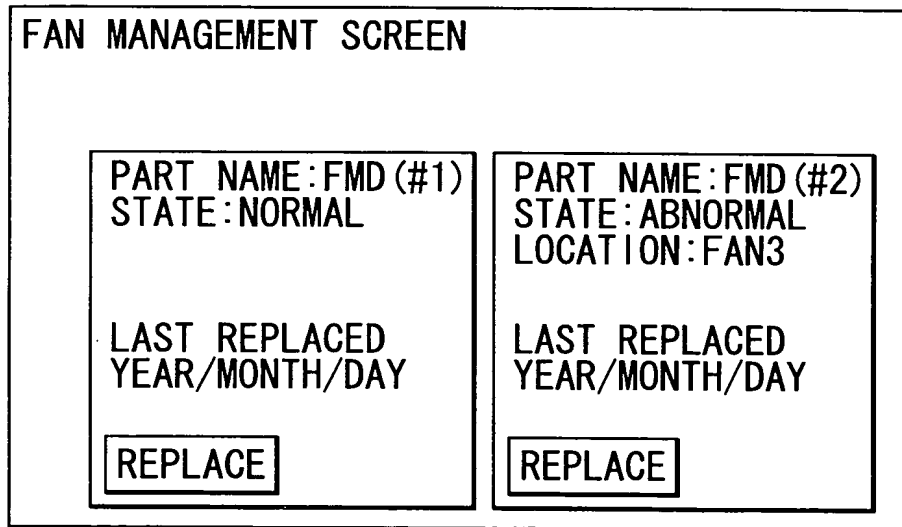 FAN MANAGEMENT SCREEN
PART NAME:FMD(#1)
STATE:NORMAL
LAST REPLACED
YEAR/MONTH/DAY
REPLACE
PART NAME:FMD(#2)
STATE:ABNORMAL
LOCATION:FAN3
LAST REPLACED
YEAR/MONTH/DAY
REPLACE